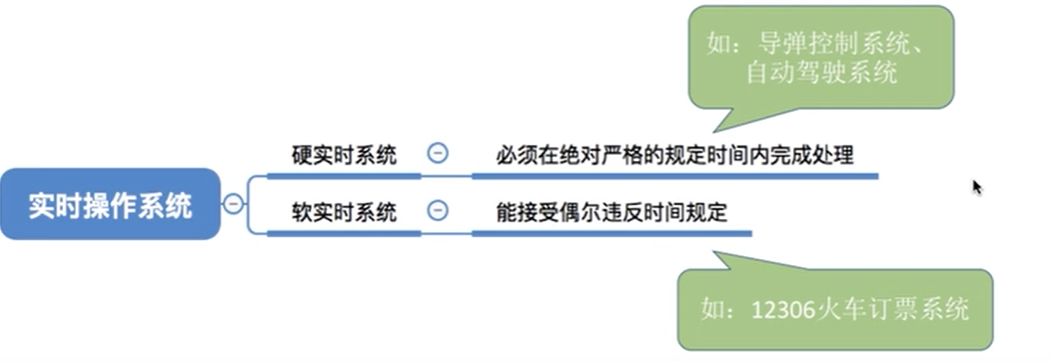 如：导弹控制系统、
自动驾驶系统
硬实时系统
必须在绝对严格的规定时间内完成处理
实时操作系统
软实时系统
能接受偶尔违反时间规定
如：12306火车订票系统